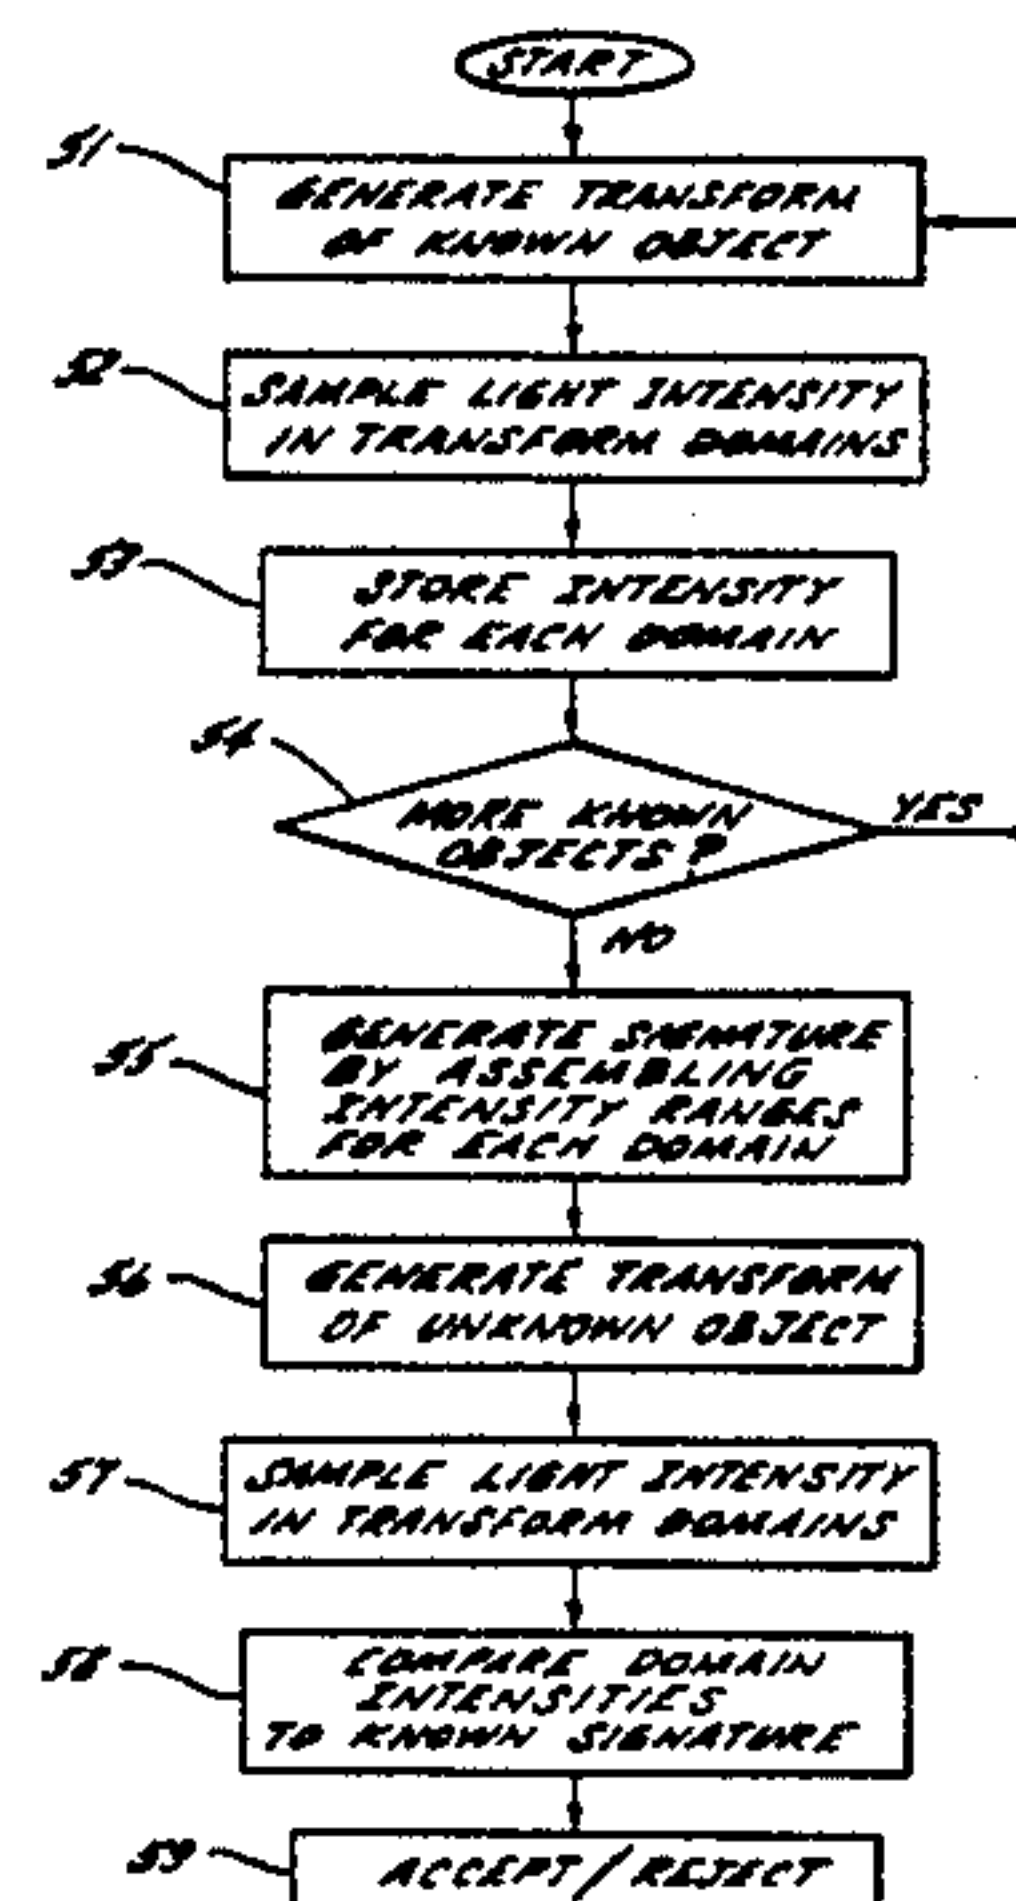 START
51
GENERATE TRANSFORM
OF KNOWN OBJECT
52
SAMPLE LIGHT INTENSITY
IN TRANSFORM DOMAINS
53
STORE INTENSITY
FOR EACH DOMAIN
54
MORE KNOWN
OBJECTS?
YES
NO
55
GENERATE SIGNATURE
BY ASSEMBLING
INTENSITY RANGES
FOR EACH DOMAIN
56
GENERATE TRANSFORM
OF UNKNOWN OBJECT
57
SAMPLE LIGHT INTENSITY
IN TRANSFORM DOMAINS
58
COMPARE DOMAIN
INTENSITIES
TO KNOWN SIGNATURE
59
ACCEPT/REJECT